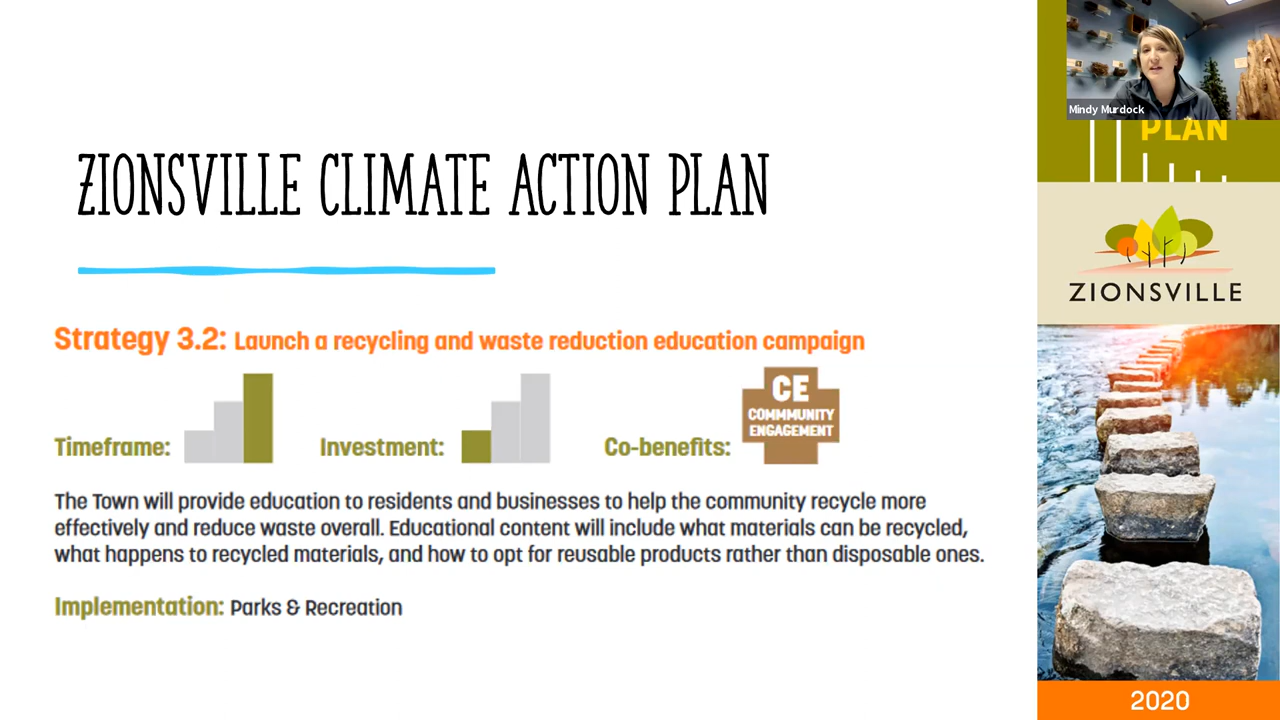 Mindy Murdock
PLAN
ZIONSVILLE CLIMATE ACTION PLAN
ZIONSVILLE
Strategy 3.2: Launch a recycling and waste reduction education campaign
Timeframe:
Investment:
Co-benefits:
CE
COMMMUNITY
ENGAGEMENT
The Town will provide education to residents and businesses to help the community recycle more
effectively and reduce waste overall. Educational content will include what materials can be recycled,
what happens to recycled materials, and how to opt for reusable products rather than disposable ones.
Implementation: Parks & Recreation
2020